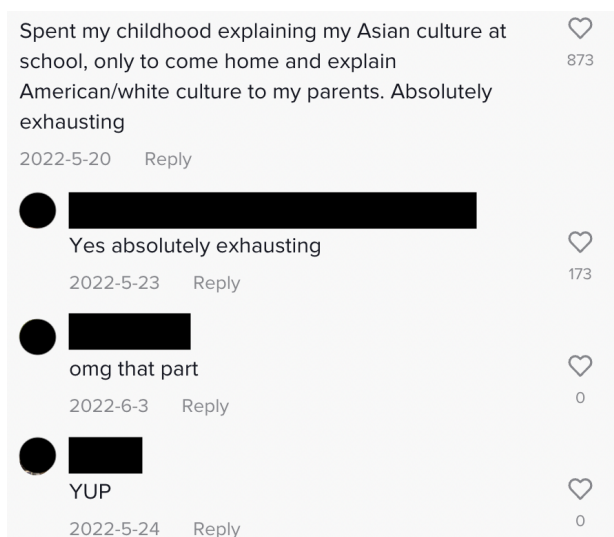 Spent my childhood explaining my Asian culture at
873
school, only to come home and explain
American/white culture to my parents. Absolutely
exhausting
2022-5-20 Reply
Yes absolutely exhausting
173
2022-5-23 Reply
omg that part
0
2022-6-3 Reply
YUP
0
2022-5-24 Reply